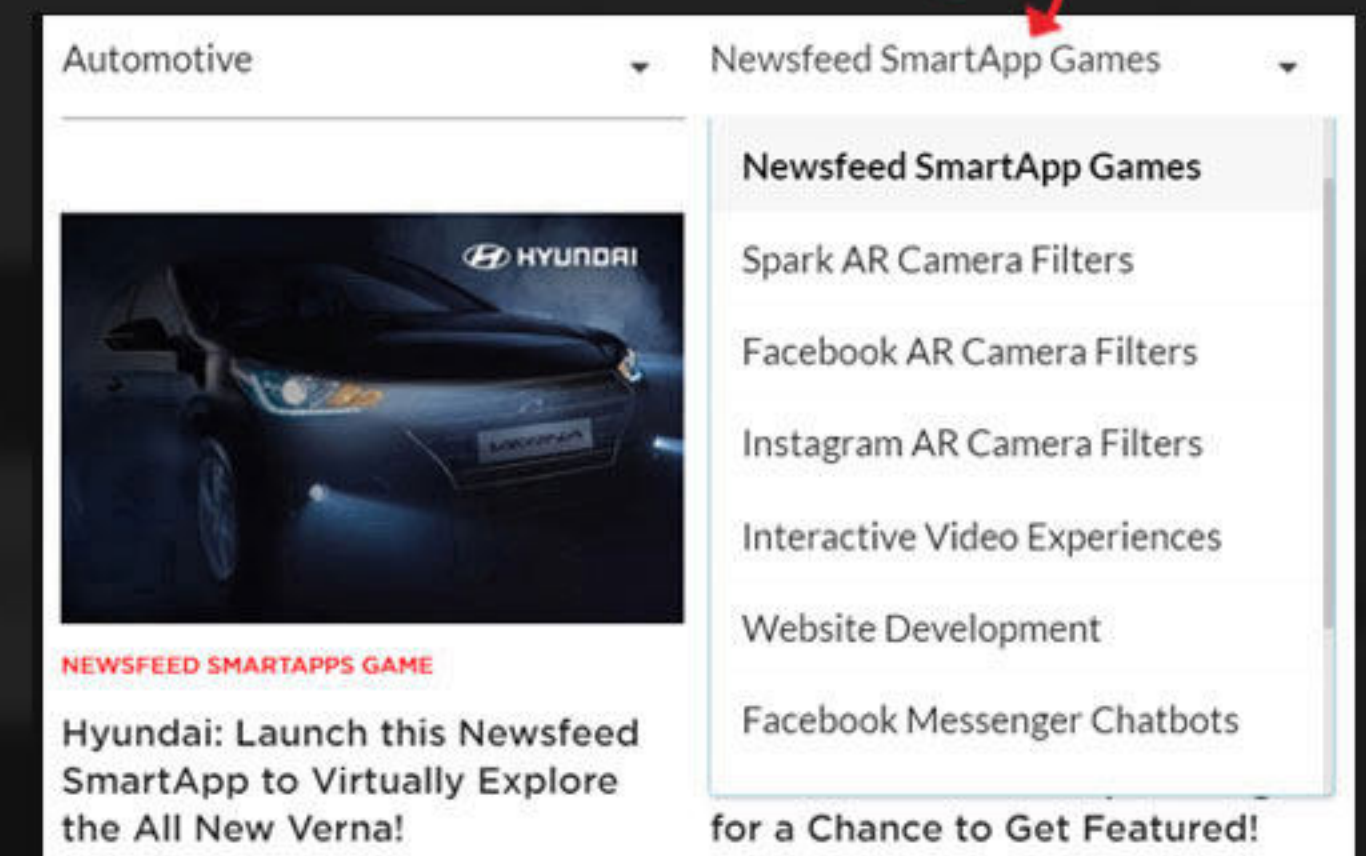 Automotive
Newsfeed SmartApp Games
Newsfeed SmartApp Games
Spark AR Camera Filters
Facebook AR Camera Filters
Instagram AR Camera Filters
Interactive Video Experiences
Website Development
Facebook Messenger Chatbots
HYUNDAI
VERNA
NEWSFEED SMARTAPPS GAME
Hyundai: Launch this Newsfeed
SmartApp to Virtually Explore
the All New Verna!
for a Chance to Get Featured!